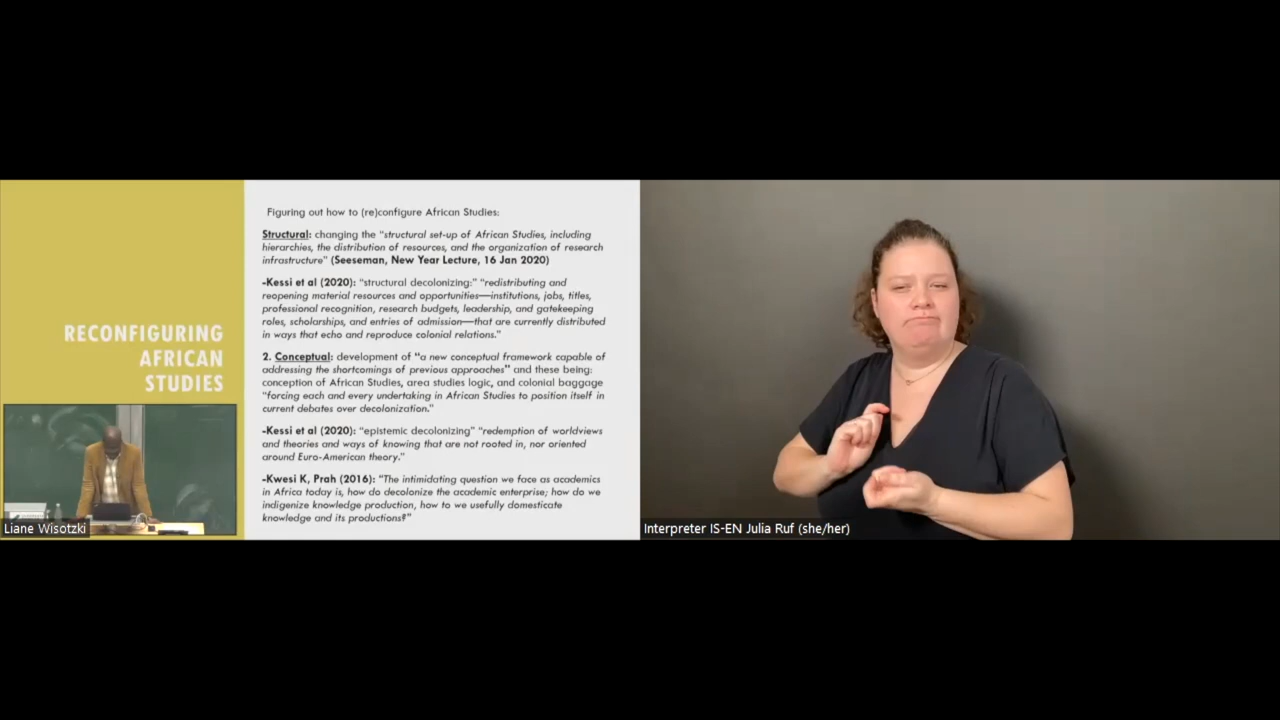 RECONFIGURING
AFRICAN
STUDIES
Figuring out how to (re)configure African Studies:
Structural: changing the "structural set-up of African Studies, including
hierarchies, the distribution of resources, and the organization of research
infrastructure" (Seeseman, New Year Lecture, 16 Jan 2020)
-Kessi et al (2020): "structural decolonizing:" "redistributing and
reopening material resources and opportunities—institutions, jobs, titles,
professional recognition, research budgets, leadership, and gatekeeping
roles, scholarships, and entries of admission—that are currently distributed
in ways that echo and reproduce colonial relations."
2. Conceptual: development of "a new conceptual framework capable of
addressing the shortcomings of previous approaches" and these being:
conception of African Studies, area studies logic, and colonial baggage
"forcing each and every undertaking in African Studies to position itself in
current debates over decolonization."
-Kessi et al (2020): "epistemic decolonizing" "redemption of worldviews
and theories and ways of knowing that are not rooted in, nor oriented
around Euro-American theory."
-Kwesi K, Prah (2016): "The intimidating question we face as academics
in Africa today is, how do decolonize the academic enterprise; how do we
indigenize knowledge production, how to we usefully domesticate
knowledge and its productions?"
Liane Wisotzki
Interpreter IS-EN Julia Ruf (she/her)